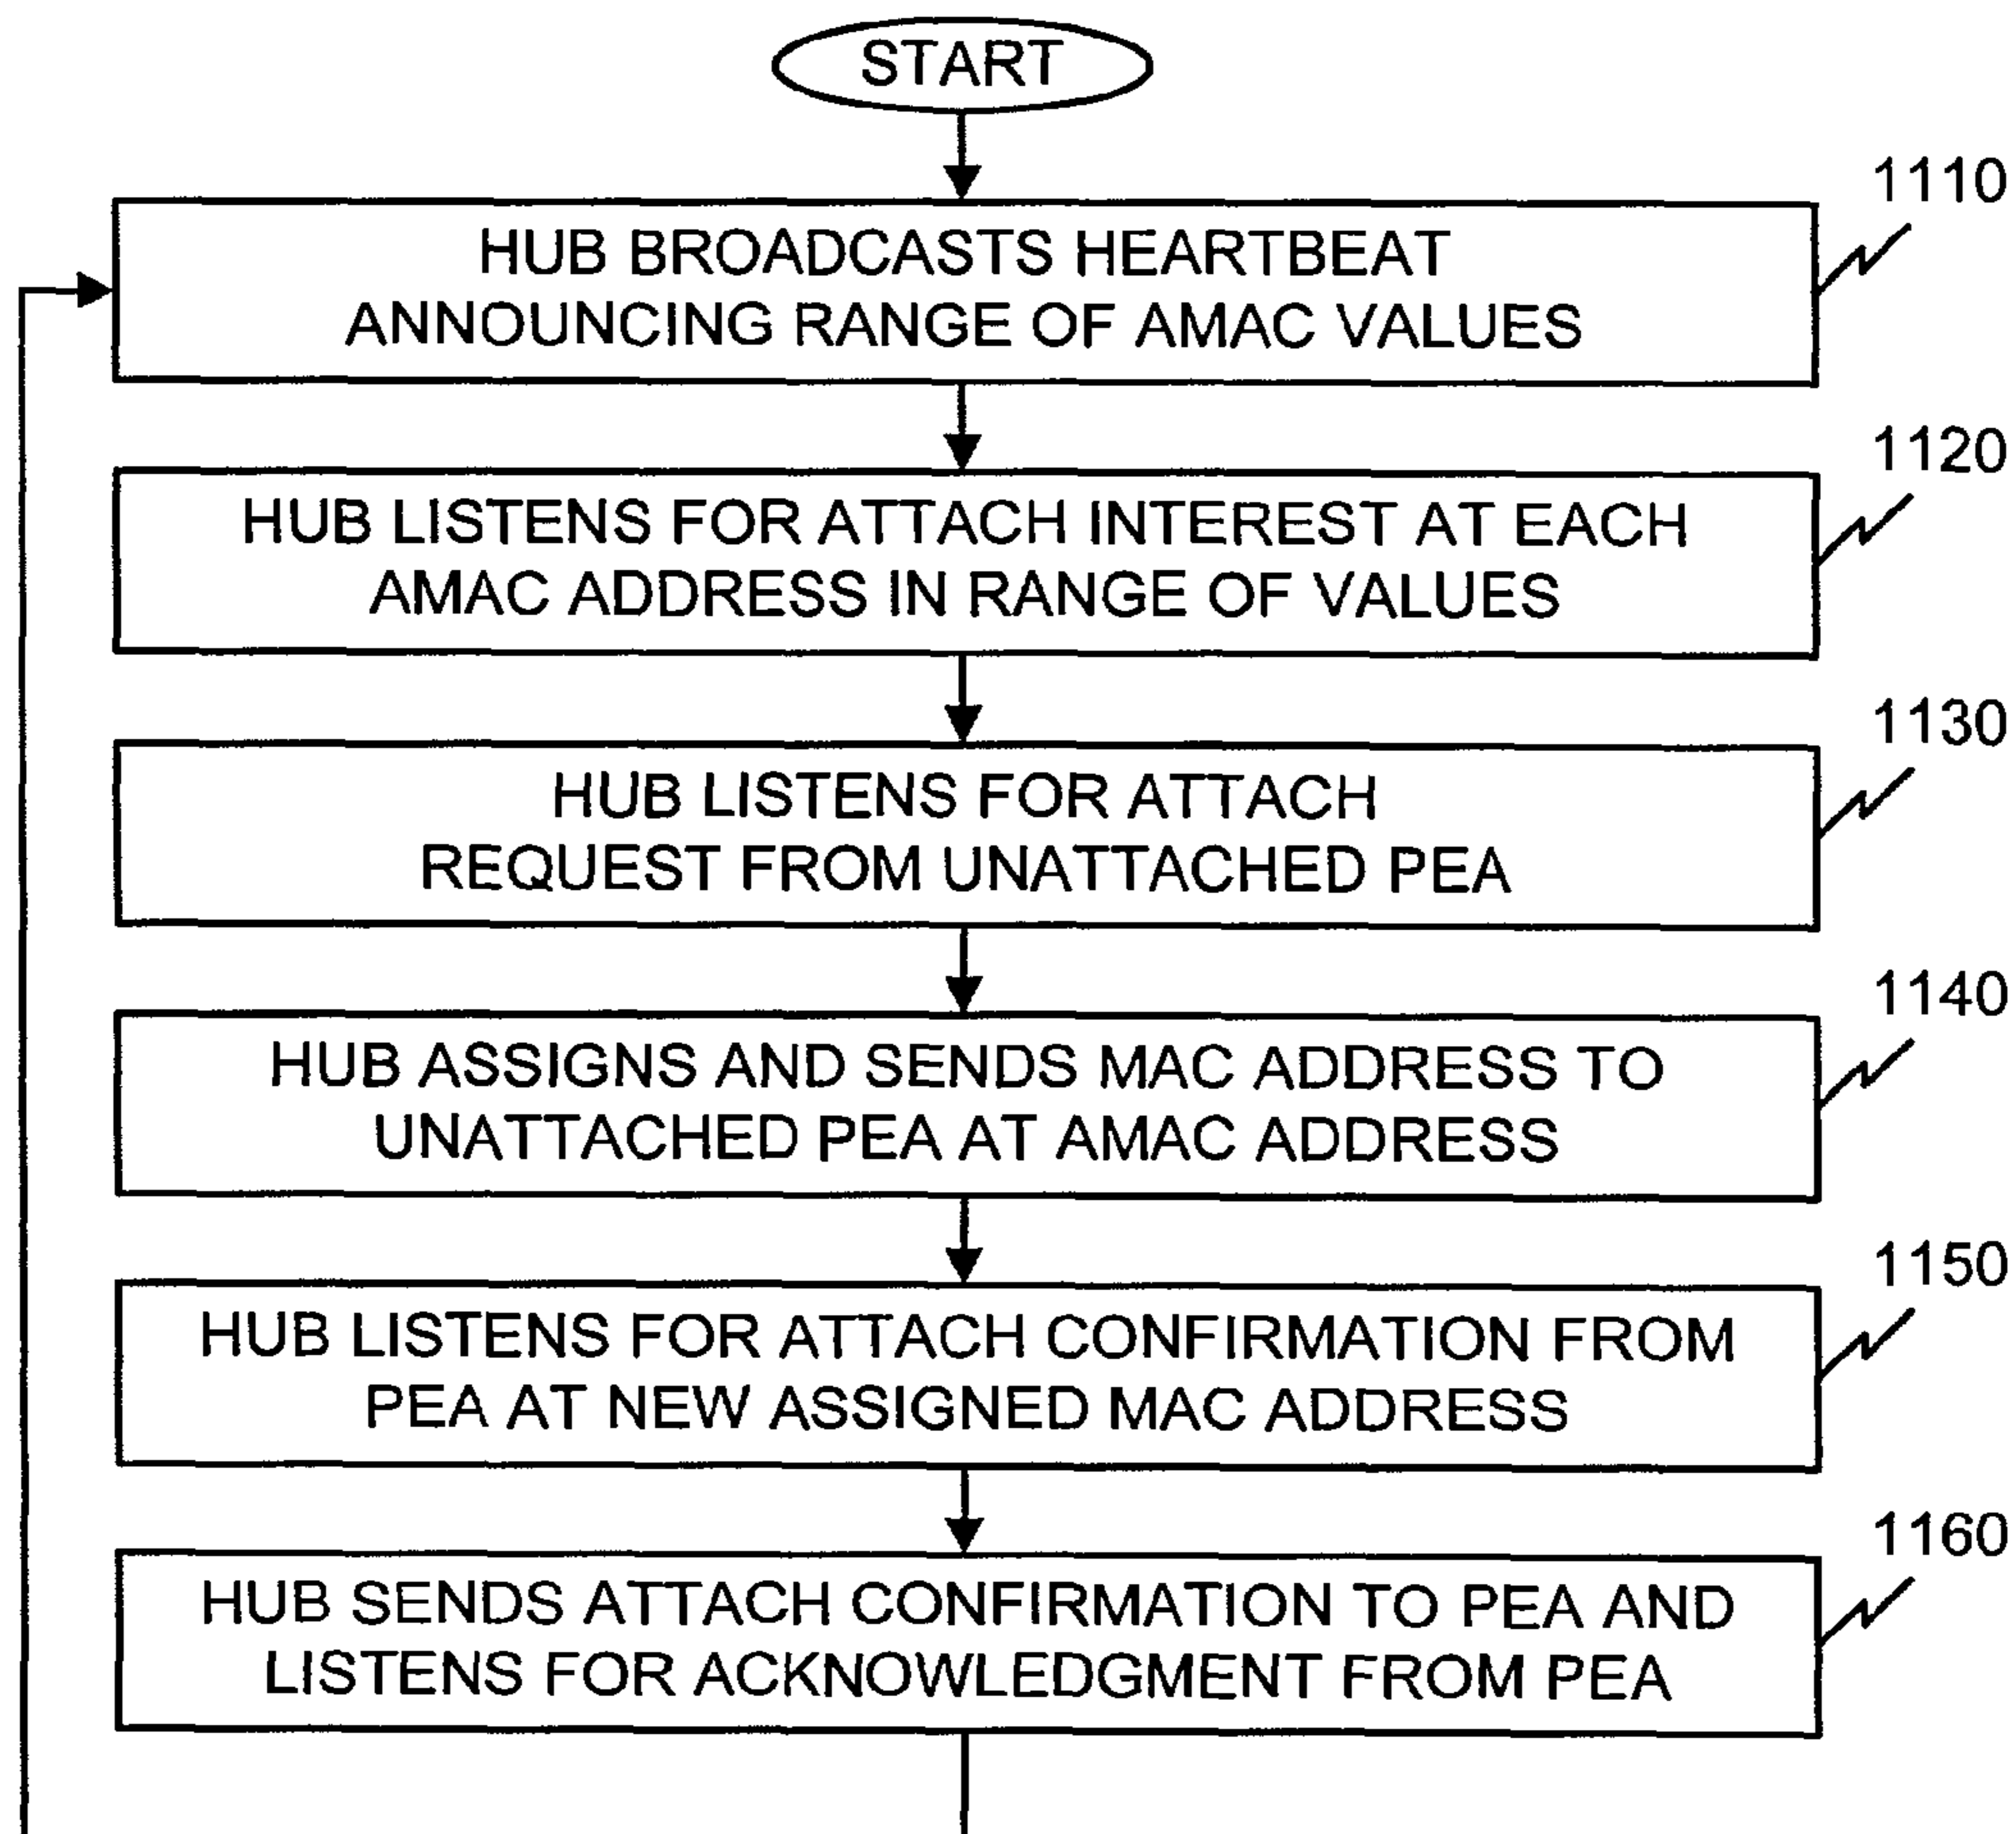 START
1110
HUB BROADCASTS HEARTBEAT
ANNOUNCING RANGE OF AMAC VALUES
1120
HUB LISTENS FOR ATTACH INTEREST AT EACH
AMAC ADDRESS IN RANGE OF VALUES
1130
HUB LISTENS FOR ATTACH
REQUEST FROM UNATTACHED PEA
1140
HUB ASSIGNS AND SENDS MAC ADDRESS TO
UNATTACHED PEA AT AMAC ADDRESS
1150
HUB LISTENS FOR ATTACH CONFIRMATION FROM
PEA AT NEW ASSIGNED MAC ADDRESS
1160
HUB SENDS ATTACH CONFIRMATION TO PEA AND
LISTENS FOR ACKNOWLEDGMENT FROM PEA